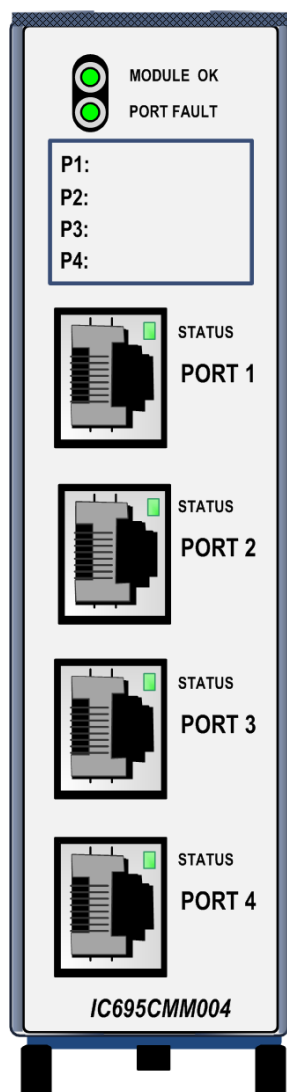 MODULE OK
PORT FAULT
P1:
P2:
P3:
P4:
STATUS
PORT 1
STATUS
PORT 2
STATUS
PORT 3
STATUS
PORT 4
IC695CMM004